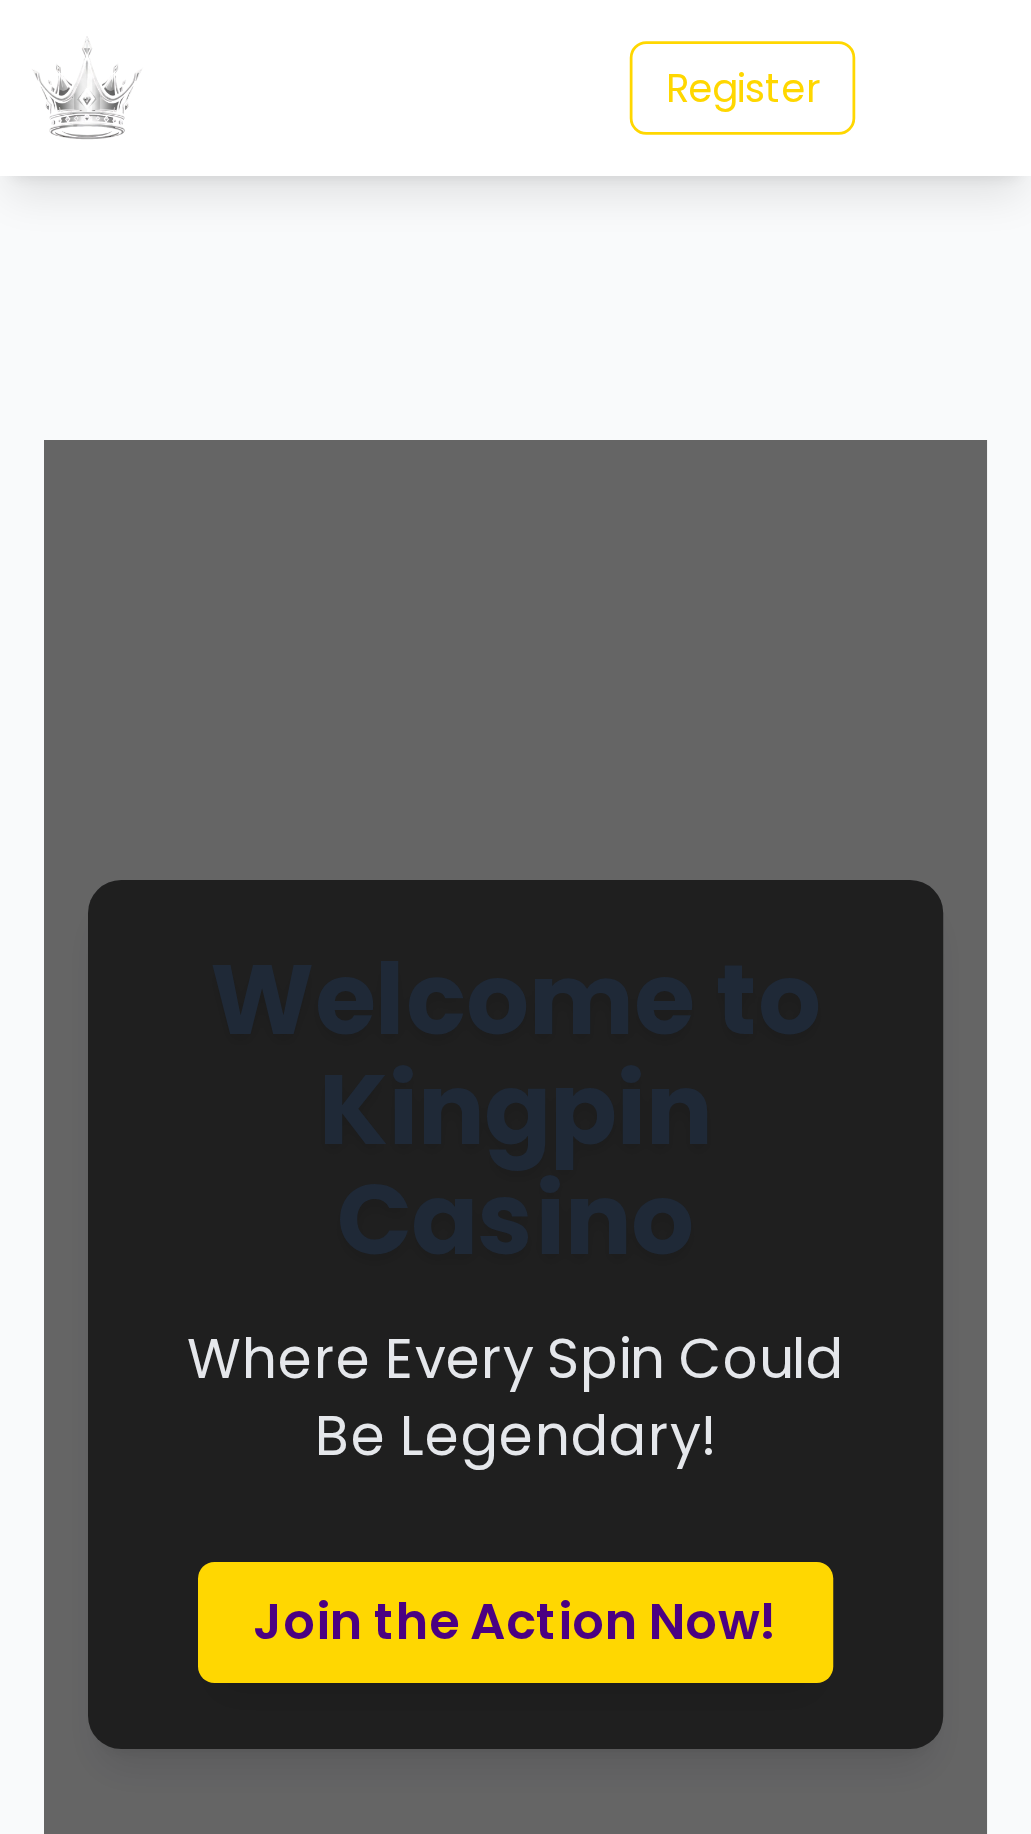 Register
Welcome to
Kingpin
Casino
Where Every Spin Could
Be Legendary!
Join the Action Now!